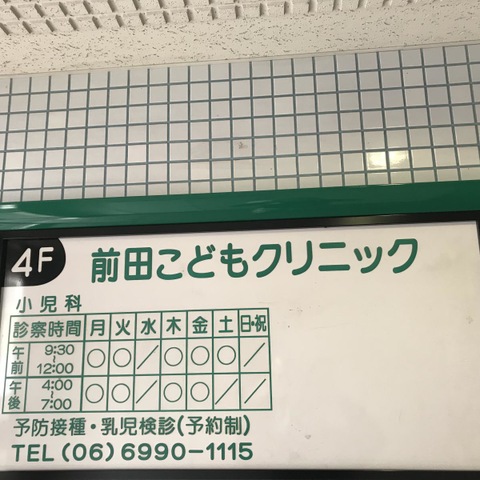 4F 前田こどもクリニック
小児科
診察時間 月 火 水 木 金 土 日・祝
午前 9:30~12:00 ○ ○ / ○ ○ ○ /
午後 4:00~7:00 ○ ○ / ○ ○ / /
予防接種・乳児検診(予約制)
TEL(06)6990-1115